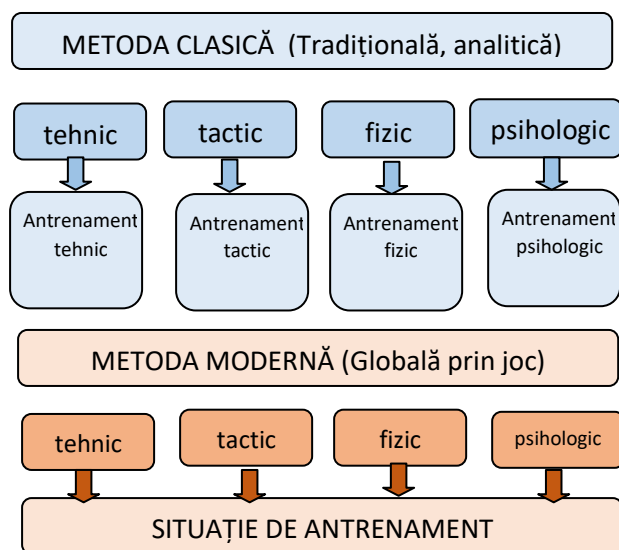 METODA CLASICĂ (Tradițională, analitică)
tehnic
tactic
fizic
psihologic
Antrenament
tehnic
Antrenament
tactic
Antrenament
fizic
Antrenament
psihologic
METODA MODERNĂ (Globală prin joc)
tehnic
tactic
fizic
psihologic
SITUAȚIE DE ANTRENAMENT